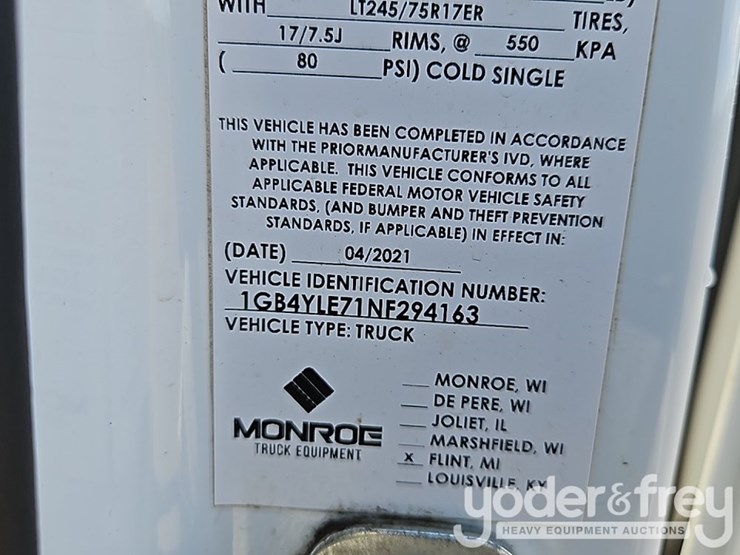 WITH LT245/75R17ER TIRES,
17/7.5J RIMS, @ 550 KPA
( 80 PSI) COLD SINGLE
THIS VEHICLE HAS BEEN COMPLETED IN ACCORDANCE
WITH THE PRIORMANUFACTURER'S IVD, WHERE
APPLICABLE. THIS VEHICLE CONFORMS TO ALL
APPLICABLE FEDERAL MOTOR VEHICLE SAFETY
STANDARDS, (AND BUMPER AND THEFT PREVENTION
STANDARDS, IF APPLICABLE) IN EFFECT IN:
(DATE) 04/2021
VEHICLE IDENTIFICATION NUMBER:
1GB4YLE71NF294163
VEHICLE TYPE: TRUCK
MONROE
TRUCK EQUIPMENT
MONROE, WI
DE PERE, WI
JOLIET, IL
MARSHFIELD, WI
x FLINT, MI
LOUISVILLE, KY
yoder&frey
HEAVY EQUIPMENT AUCTIONS